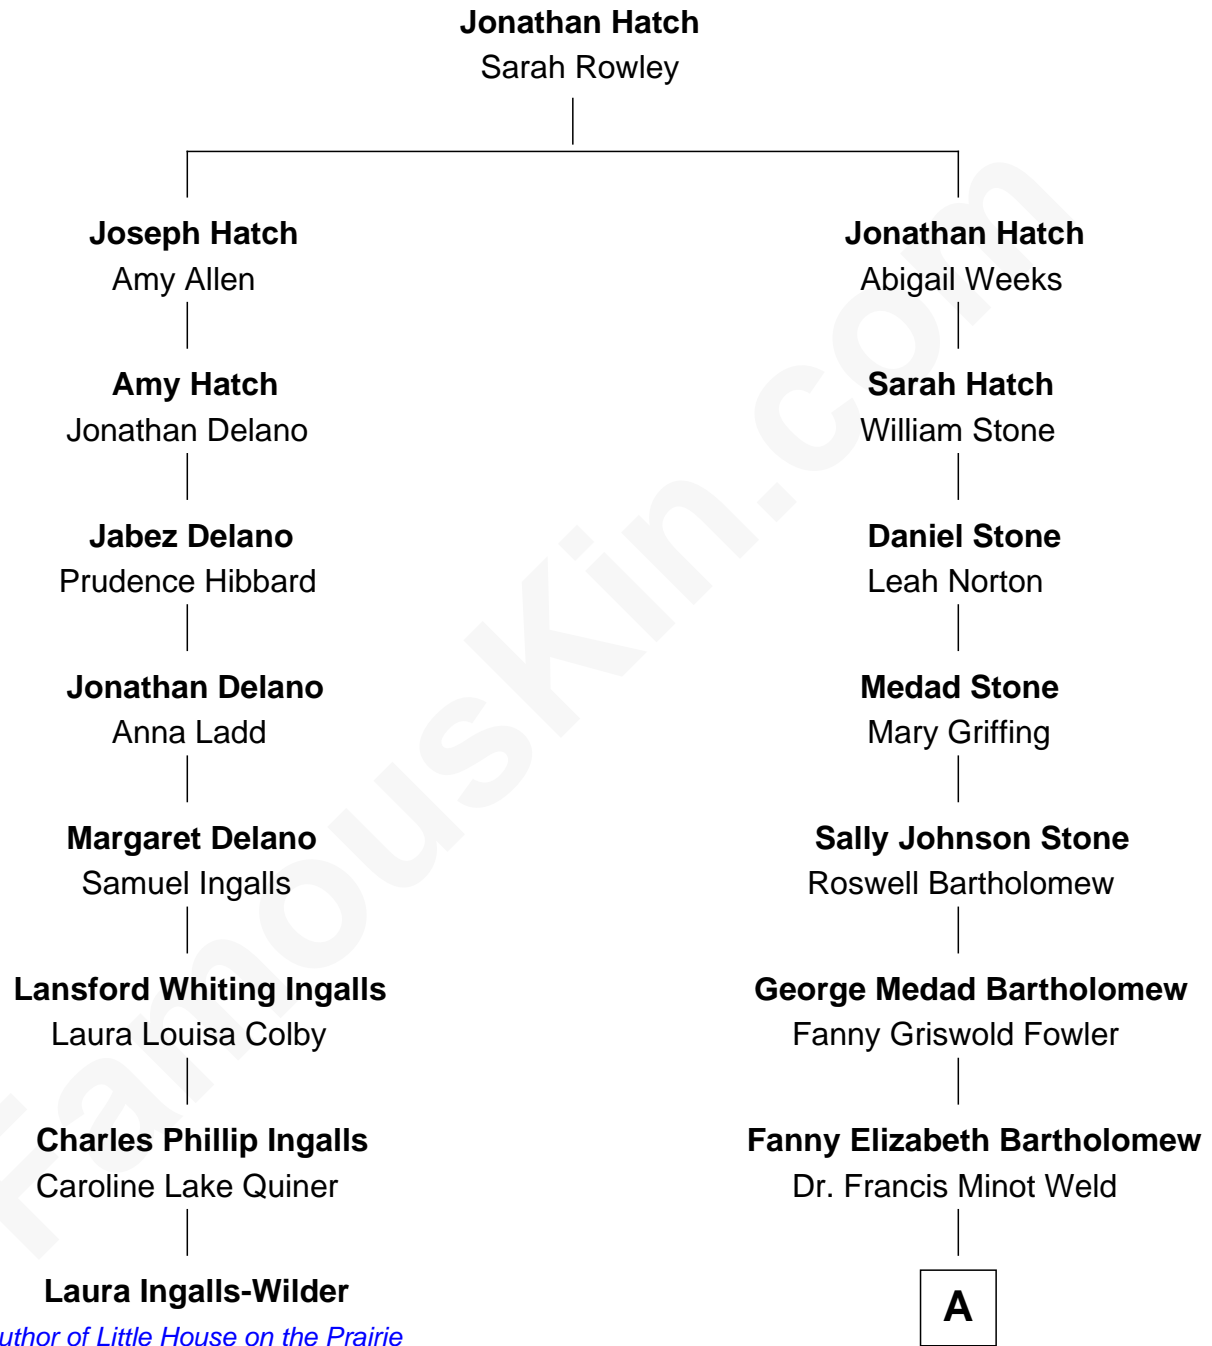 Jonathan Hatch
Sarah Rowley
Joseph Hatch
Amy Allen
Amy Hatch
Jonathan Delano
Jabez Delano
Prudence Hibbard
Jonathan Delano
Anna Ladd
Margaret Delano
Samuel Ingalls
Lansford Whiting Ingalls
Laura Louisa Colby
Charles Phillip Ingalls
Caroline Lake Quiner
Laura Ingalls-Wilder
uthor of Little House on the Prairie
Jonathan Hatch
Abigail Weeks
Sarah Hatch
William Stone
Daniel Stone
Leah Norton
Medad Stone
Mary Griffing
Sally Johnson Stone
Roswell Bartholomew
George Medad Bartholomew
Fanny Griswold Fowler
Fanny Elizabeth Bartholomew
Dr. Francis Minot Weld
A
FamousKin.com